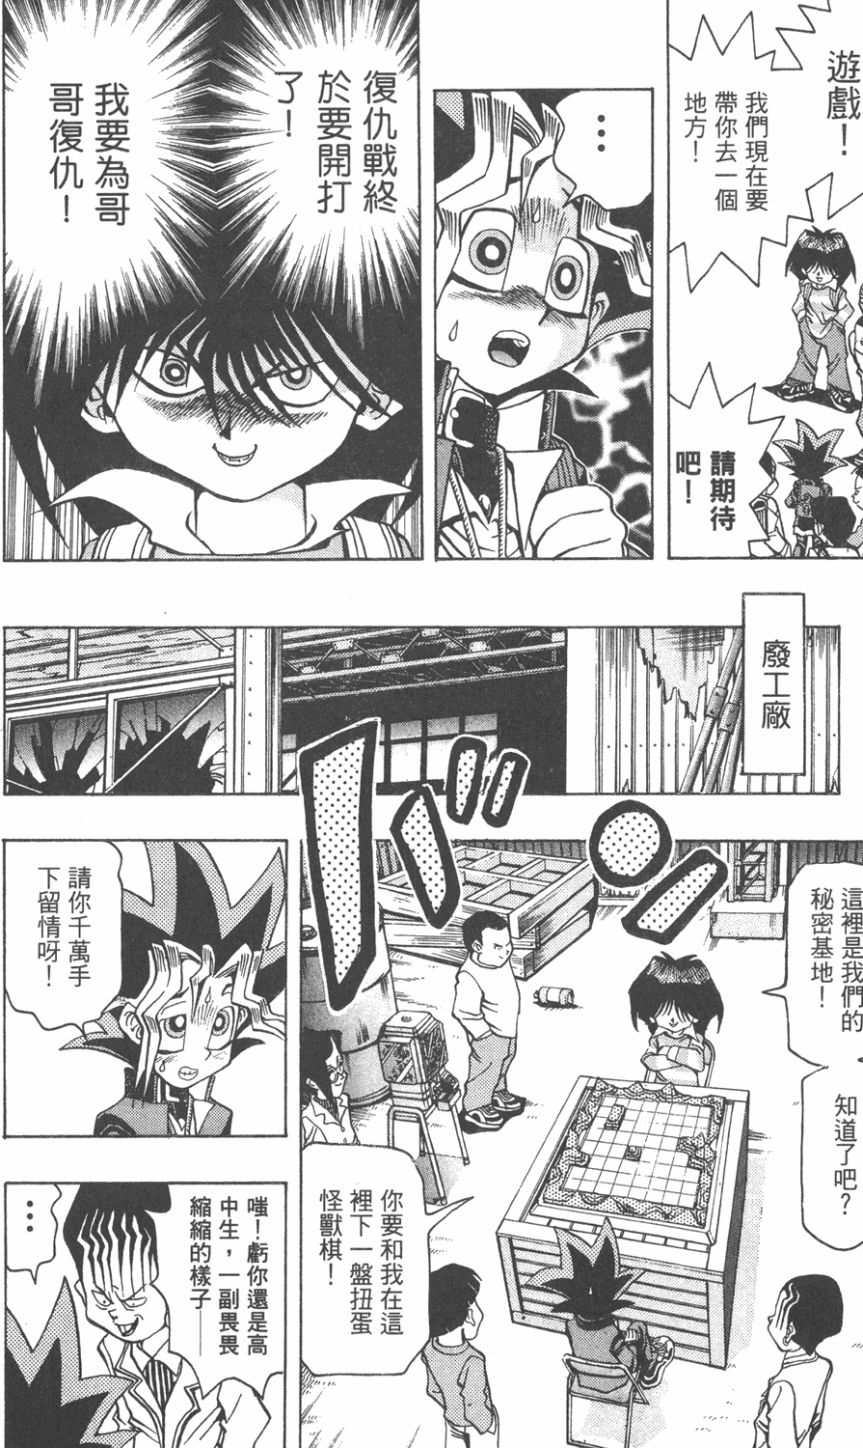 遊戲！
我們現在要
帶你去一個
地方！
請期待
吧！
…
復仇戰終
於要開打
了！
我要為哥
哥復仇！
廢工廠
這裡是我們的
秘密基地！
知道了吧？
バーン
你要和我在這
裡下一盤扭蛋
怪獸棋！
請你千萬手
下留情呀！
嗤！虧你還是高
中生，一副畏畏
縮縮的樣子——
…